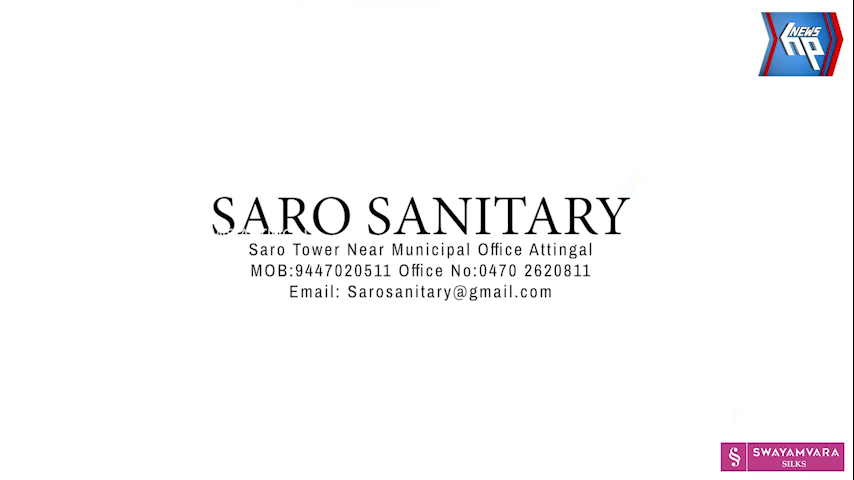 NEWS
np
SARO SANITARY
Saro Tower Near Municipal Office Attingal
MOB:9447020511 Office No:0470 2620811
Email: Sarosanitary@gmail.com
SWAYAMVARA
SILKS